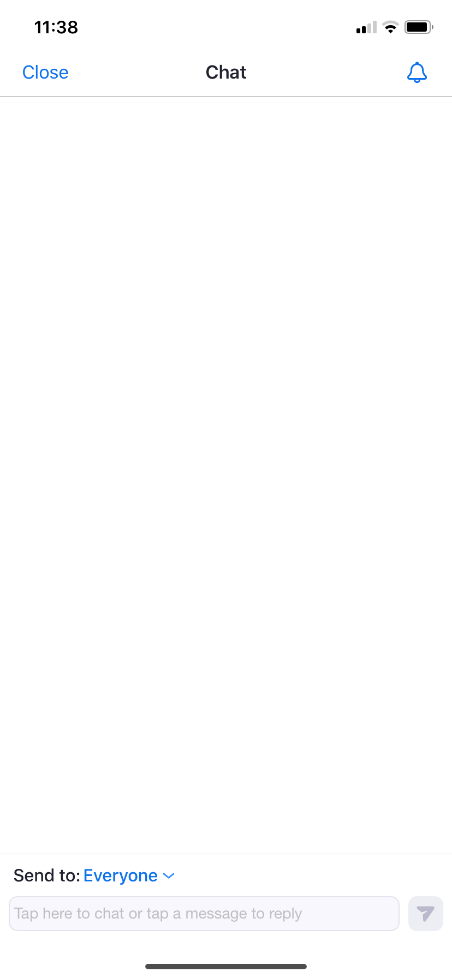 11:38
Close Chat
Send to: Everyone
Tap here to chat or tap a message to reply